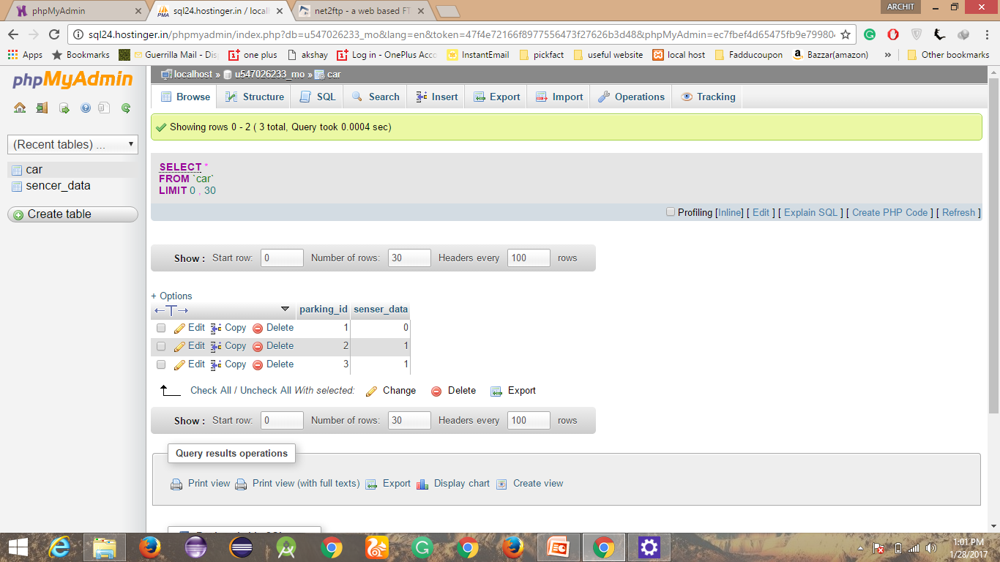 phpMyAdmin
sql24.hostinger.in / locall
net2ftp - a web based FT
ARCHIT
sql24.hostinger.in/phpmyadmin/index.php?db=u547026233_mo&lang=en&token=47f4e72166f8977556473f27626b3d48&phpMyAdmin=ec7fbef4d65475fb9e79980
Apps
Bookmarks
Guerrilla Mail - Dis
one plus
akshay
Log in - OnePlus Acc
InstantEmail
pickfact
useful website
local host
Fadducoupon
Bazzar(amazon)
»
Other bookmarks
phpMyAdmin
(Recent tables) ...
car
sencer_data
Create table
localhost » u547026233_mo » car
Browse
Structure
SQL
Search
Insert
Export
Import
Operations
Tracking
Showing rows 0 - 2 ( 3 total, Query took 0.0004 sec)
SELECT *
FROM `car`
LIMIT 0 , 30
Profiling [Inline] [ Edit ] [ Explain SQL ] [ Create PHP Code ] [ Refresh ]
Show : Start row: 0 Number of rows: 30 Headers every 100 rows
+ Options
←T→ parking_id senser_data
Edit Copy Delete 1 0
Edit Copy Delete 2 1
Edit Copy Delete 3 1
Check All / Uncheck All With selected: Change Delete Export
Show : Start row: 0 Number of rows: 30 Headers every 100 rows
Query results operations
Print view Print view (with full texts) Export Display chart Create view
1:01 PM
1/28/2017